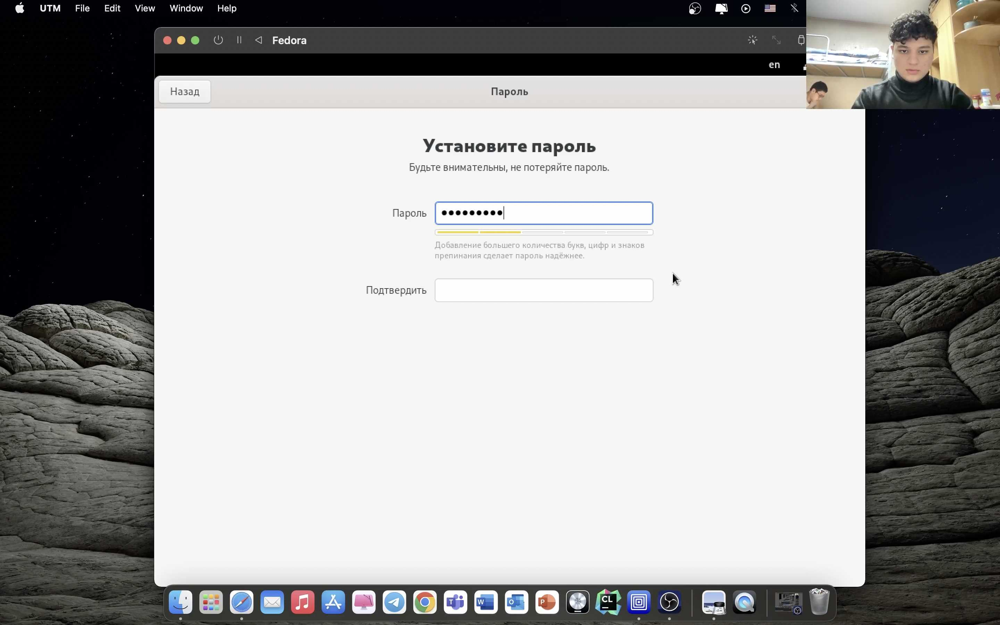 UTM File Edit View Window Help
Fedora
en
Назад
Пароль
Установите пароль
Будьте внимательны, не потеряйте пароль.
Пароль
Добавление большего количества букв, цифр и знаков
препинания сделает пароль надёжнее.
Подтвердить
CL
T
W
O
P